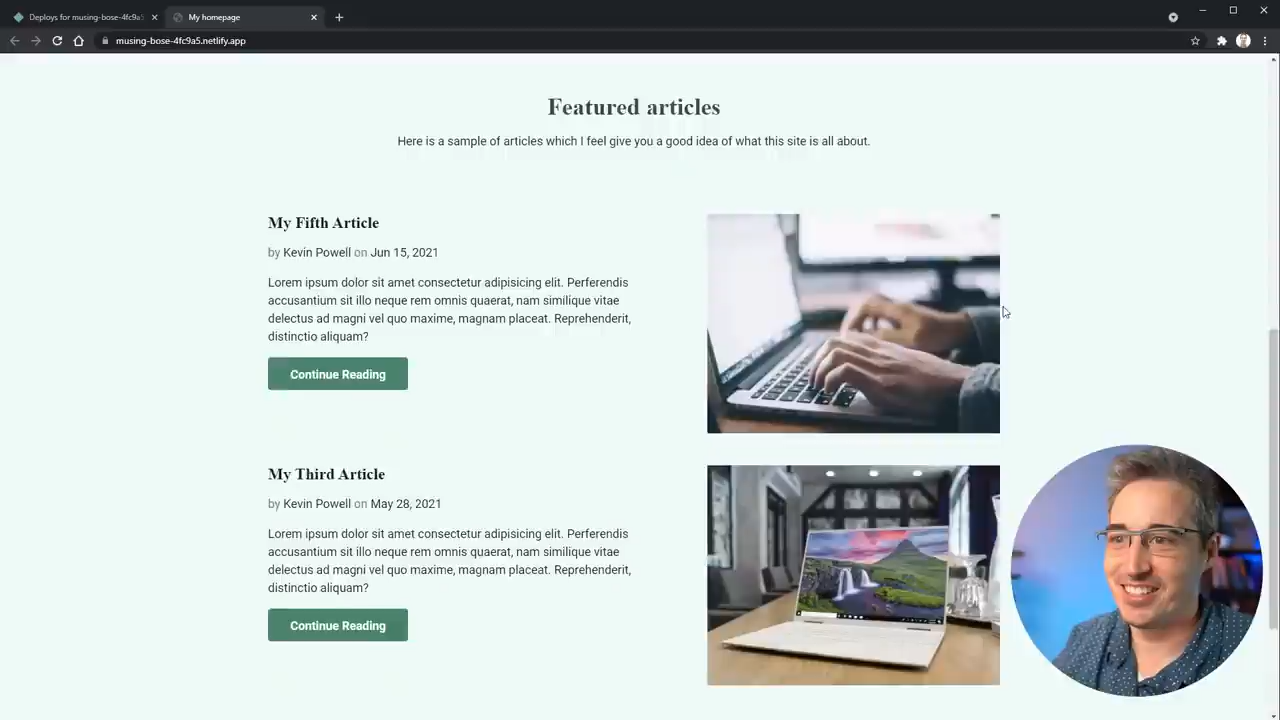 Deploys for musing-bose-4fc9a5
My homepage
musing-bose-4fc9a5.netlify.app
Featured articles
Here is a sample of articles which I feel give you a good idea of what this site is all about.
My Fifth Article
by Kevin Powell on Jun 15, 2021
Lorem ipsum dolor sit amet consectetur adipisicing elit. Perferendis
accusantium sit illo neque rem omnis quaerat, nam similique vitae
delectus ad magni vel quo maxime, magnam placeat. Reprehenderit,
distinctio aliquam?
Continue Reading
My Third Article
by Kevin Powell on May 28, 2021
Lorem ipsum dolor sit amet consectetur adipisicing elit. Perferendis
accusantium sit illo neque rem omnis quaerat, nam similique vitae
delectus ad magni vel quo maxime, magnam placeat. Reprehenderit,
distinctio aliquam?
Continue Reading